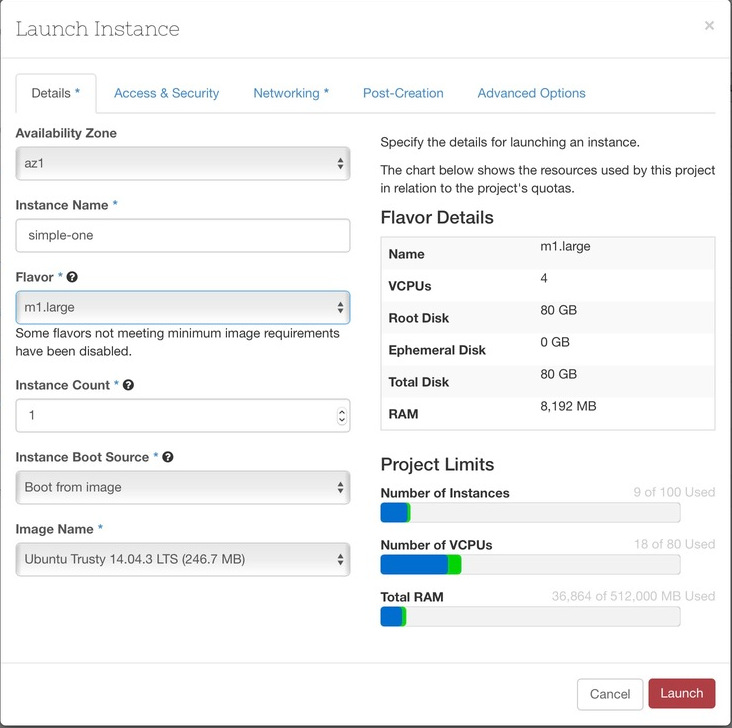 Launch Instance
×
Details *
Access & Security
Networking *
Post-Creation
Advanced Options
Availability Zone
az1
Instance Name *
simple-one
Flavor *
m1.large
Some flavors not meeting minimum image requirements
have been disabled.
Instance Count *
1
Instance Boot Source *
Boot from image
Image Name *
Ubuntu Trusty 14.04.3 LTS (246.7 MB)
Specify the details for launching an instance.
The chart below shows the resources used by this project
in relation to the project's quotas.
Flavor Details
Name m1.large
VCPUs 4
Root Disk 80 GB
Ephemeral Disk 0 GB
Total Disk 80 GB
RAM 8,192 MB
Project Limits
Number of Instances 9 of 100 Used
Number of VCPUs 18 of 80 Used
Total RAM 36,864 of 512,000 MB Used
Cancel
Launch